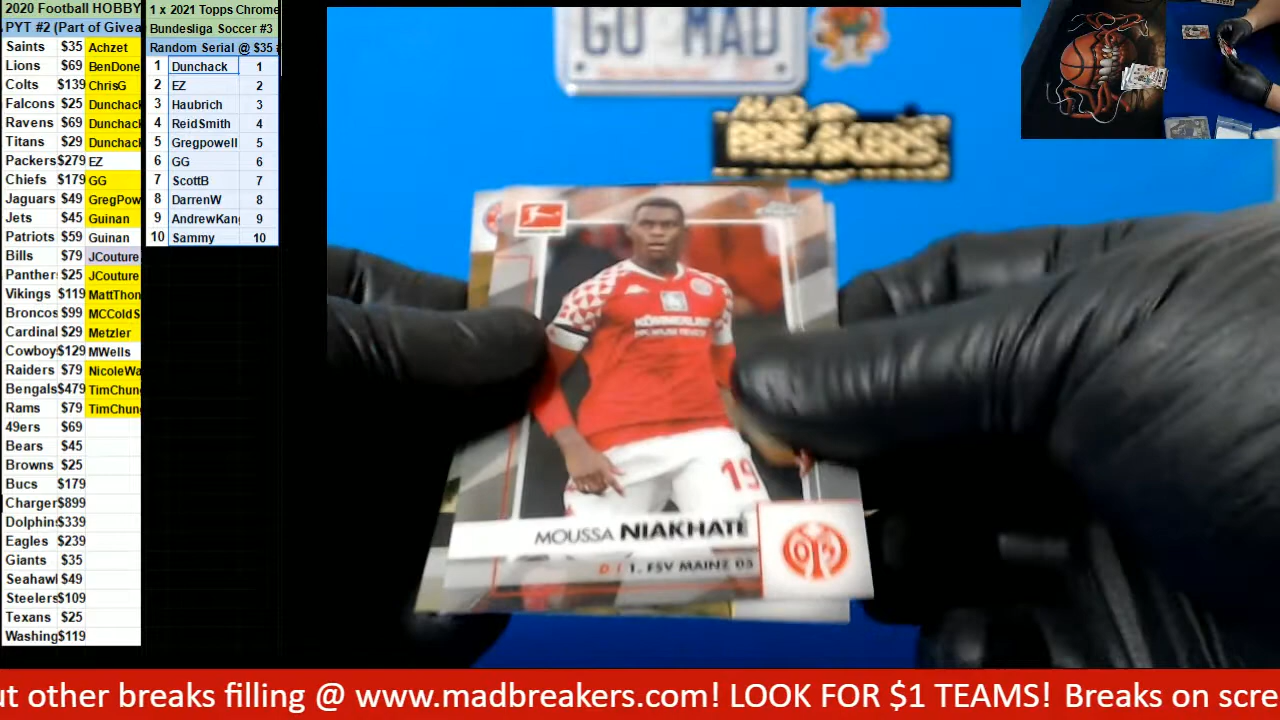 2020 Football HOBBY
PYT #2 (Part of Givea
Saints $35 Achzet
Lions $69 BenDone
Colts $139 ChrisG
Falcons $25 Dunchack
Ravens $69 Dunchack
Titans $29 Dunchack
Packers $279 EZ
Chiefs $179 GG
Jaguars $49 GregPow
Jets $45 Guinan
Patriots $59 Guinan
Bills $79 JCouture
Panther $25 JCouture
Vikings $119 MattThon
Broncos $99 MCColdS
Cardinal $29 Metzler
Cowboy $129 MWells
Raiders $79 NicoleWa
Bengals $479 TimChung
Rams $79 TimChung
49ers $69
Bears $45
Browns $25
Bucs $179
Charger $899
Dolphin $339
Eagles $239
Giants $35
Seahawl $49
Steelers $109
Texans $25
Washing $119
1 x 2021 Topps Chrome
Bundesliga Soccer #3
Random Serial @ $35
1 Dunchack 1
2 EZ 2
3 Haubrich 3
4 ReidSmith 4
5 Gregpowell 5
6 GG 6
7 ScottB 7
8 DarrenW 8
9 AndrewKang 9
10 Sammy 10
GO MAD
MAD
BREAKERS
19
MOUSSA NIAKHATÉ
D | 1. FSV MAINZ 05
ut other breaks filling @ www.madbreakers.com! LOOK FOR $1 TEAMS! Breaks on scre